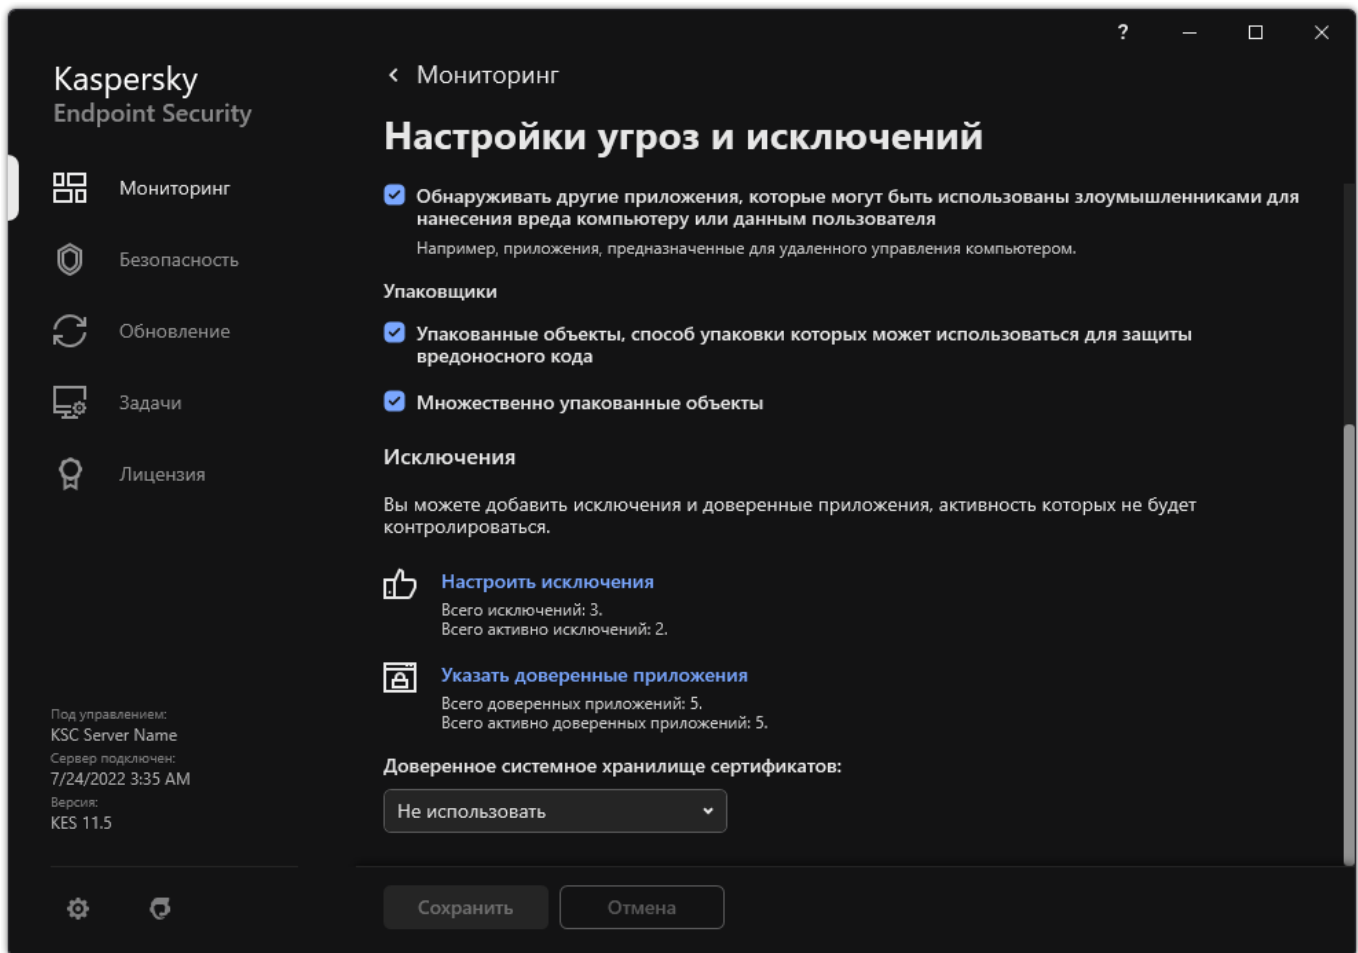 ?
Kaspersky
Endpoint Security
Мониторинг
Безопасность
Обновление
Задачи
Лицензия
Под управлением:
KSC Server Name
Сервер подключен:
7/24/2022 3:35 AM
Версия:
KES 11.5
Мониторинг
Настройки угроз и исключений
Обнаруживать другие приложения, которые могут быть использованы злоумышленниками для
нанесения вреда компьютеру или данным пользователя
Например, приложения, предназначенные для удаленного управления компьютером.
Упаковщики
Упакованные объекты, способ упаковки которых может использоваться для защиты
вредоносного кода
Множественно упакованные объекты
Исключения
Вы можете добавить исключения и доверенные приложения, активность которых не будет
контролироваться.
Настроить исключения
Всего исключений: 3.
Всего активно исключений: 2.
Указать доверенные приложения
Всего доверенных приложений: 5.
Всего активно доверенных приложений: 5.
Доверенное системное хранилище сертификатов:
Не использовать
Сохранить
Отмена